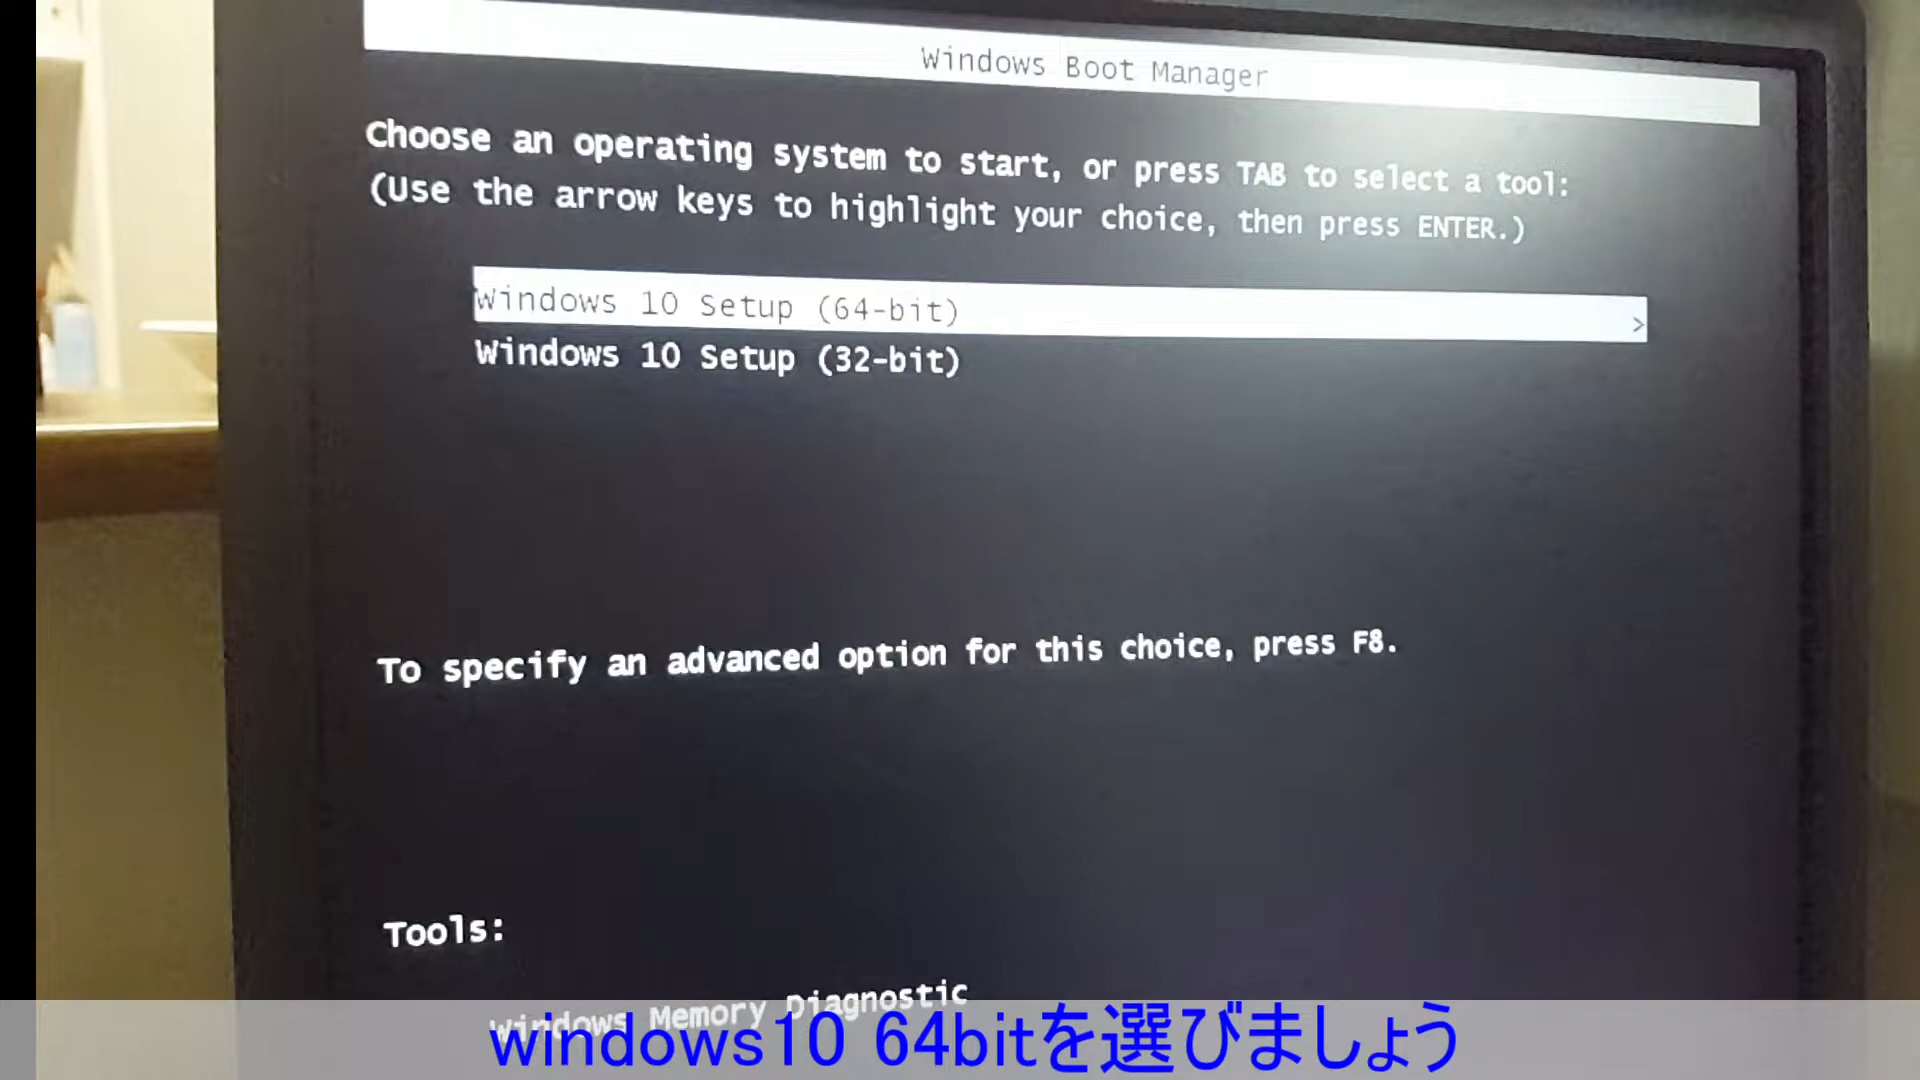 Windows Boot Manager
Choose an operating system to start, or press TAB to select a tool:
(Use the arrow keys to highlight your choice, then press ENTER.)
Windows 10 Setup (64-bit) >
Windows 10 Setup (32-bit)
To specify an advanced option for this choice, press F8.
Tools:
Windows Memory Diagnostic
windows10 64bitを選びましょう